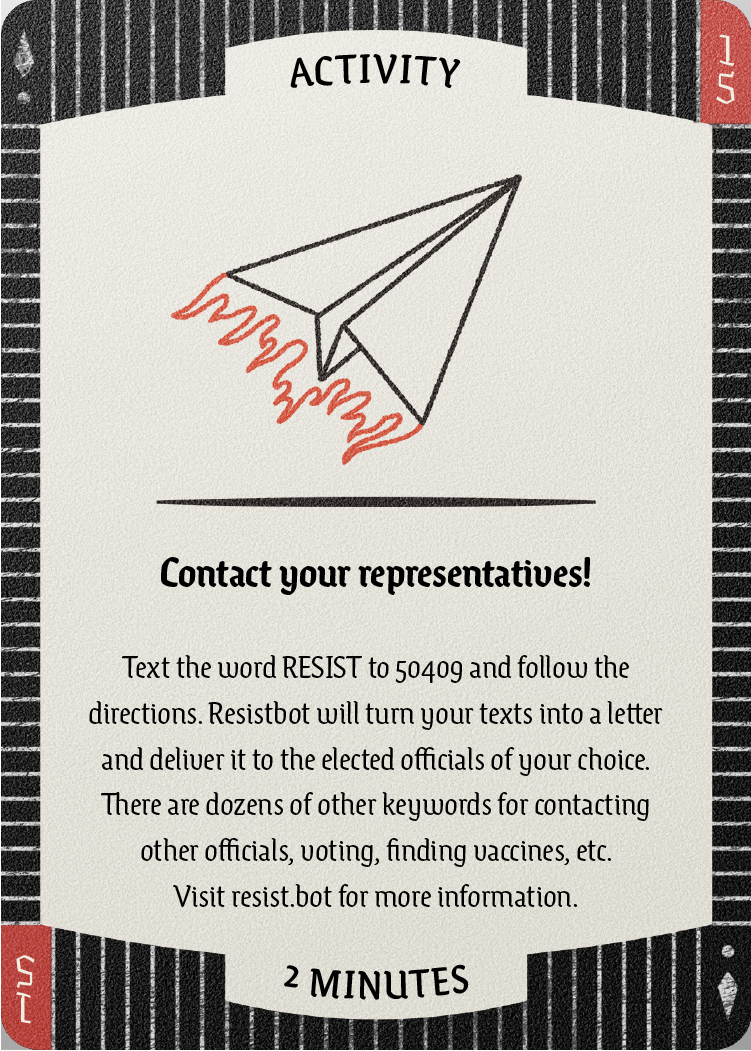 ACTIVITY
15
Contact your representatives!
Text the word RESIST to 50409 and follow the
directions. Resistbot will turn your texts into a letter
and deliver it to the elected officials of your choice.
There are dozens of other keywords for contacting
other officials, voting, finding vaccines, etc.
Visit resist.bot for more information.
15
2 MINUTES